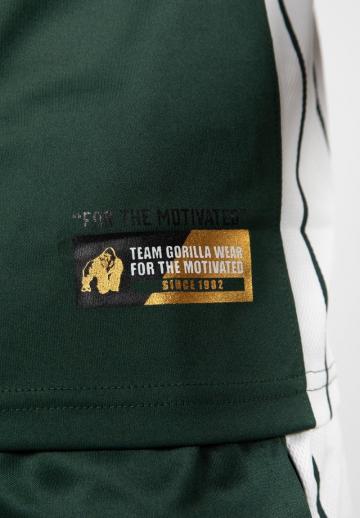 "FOR THE MOTIVATED"
TEAM GORILLA WEAR
FOR THE MOTIVATED
SINCE 1982